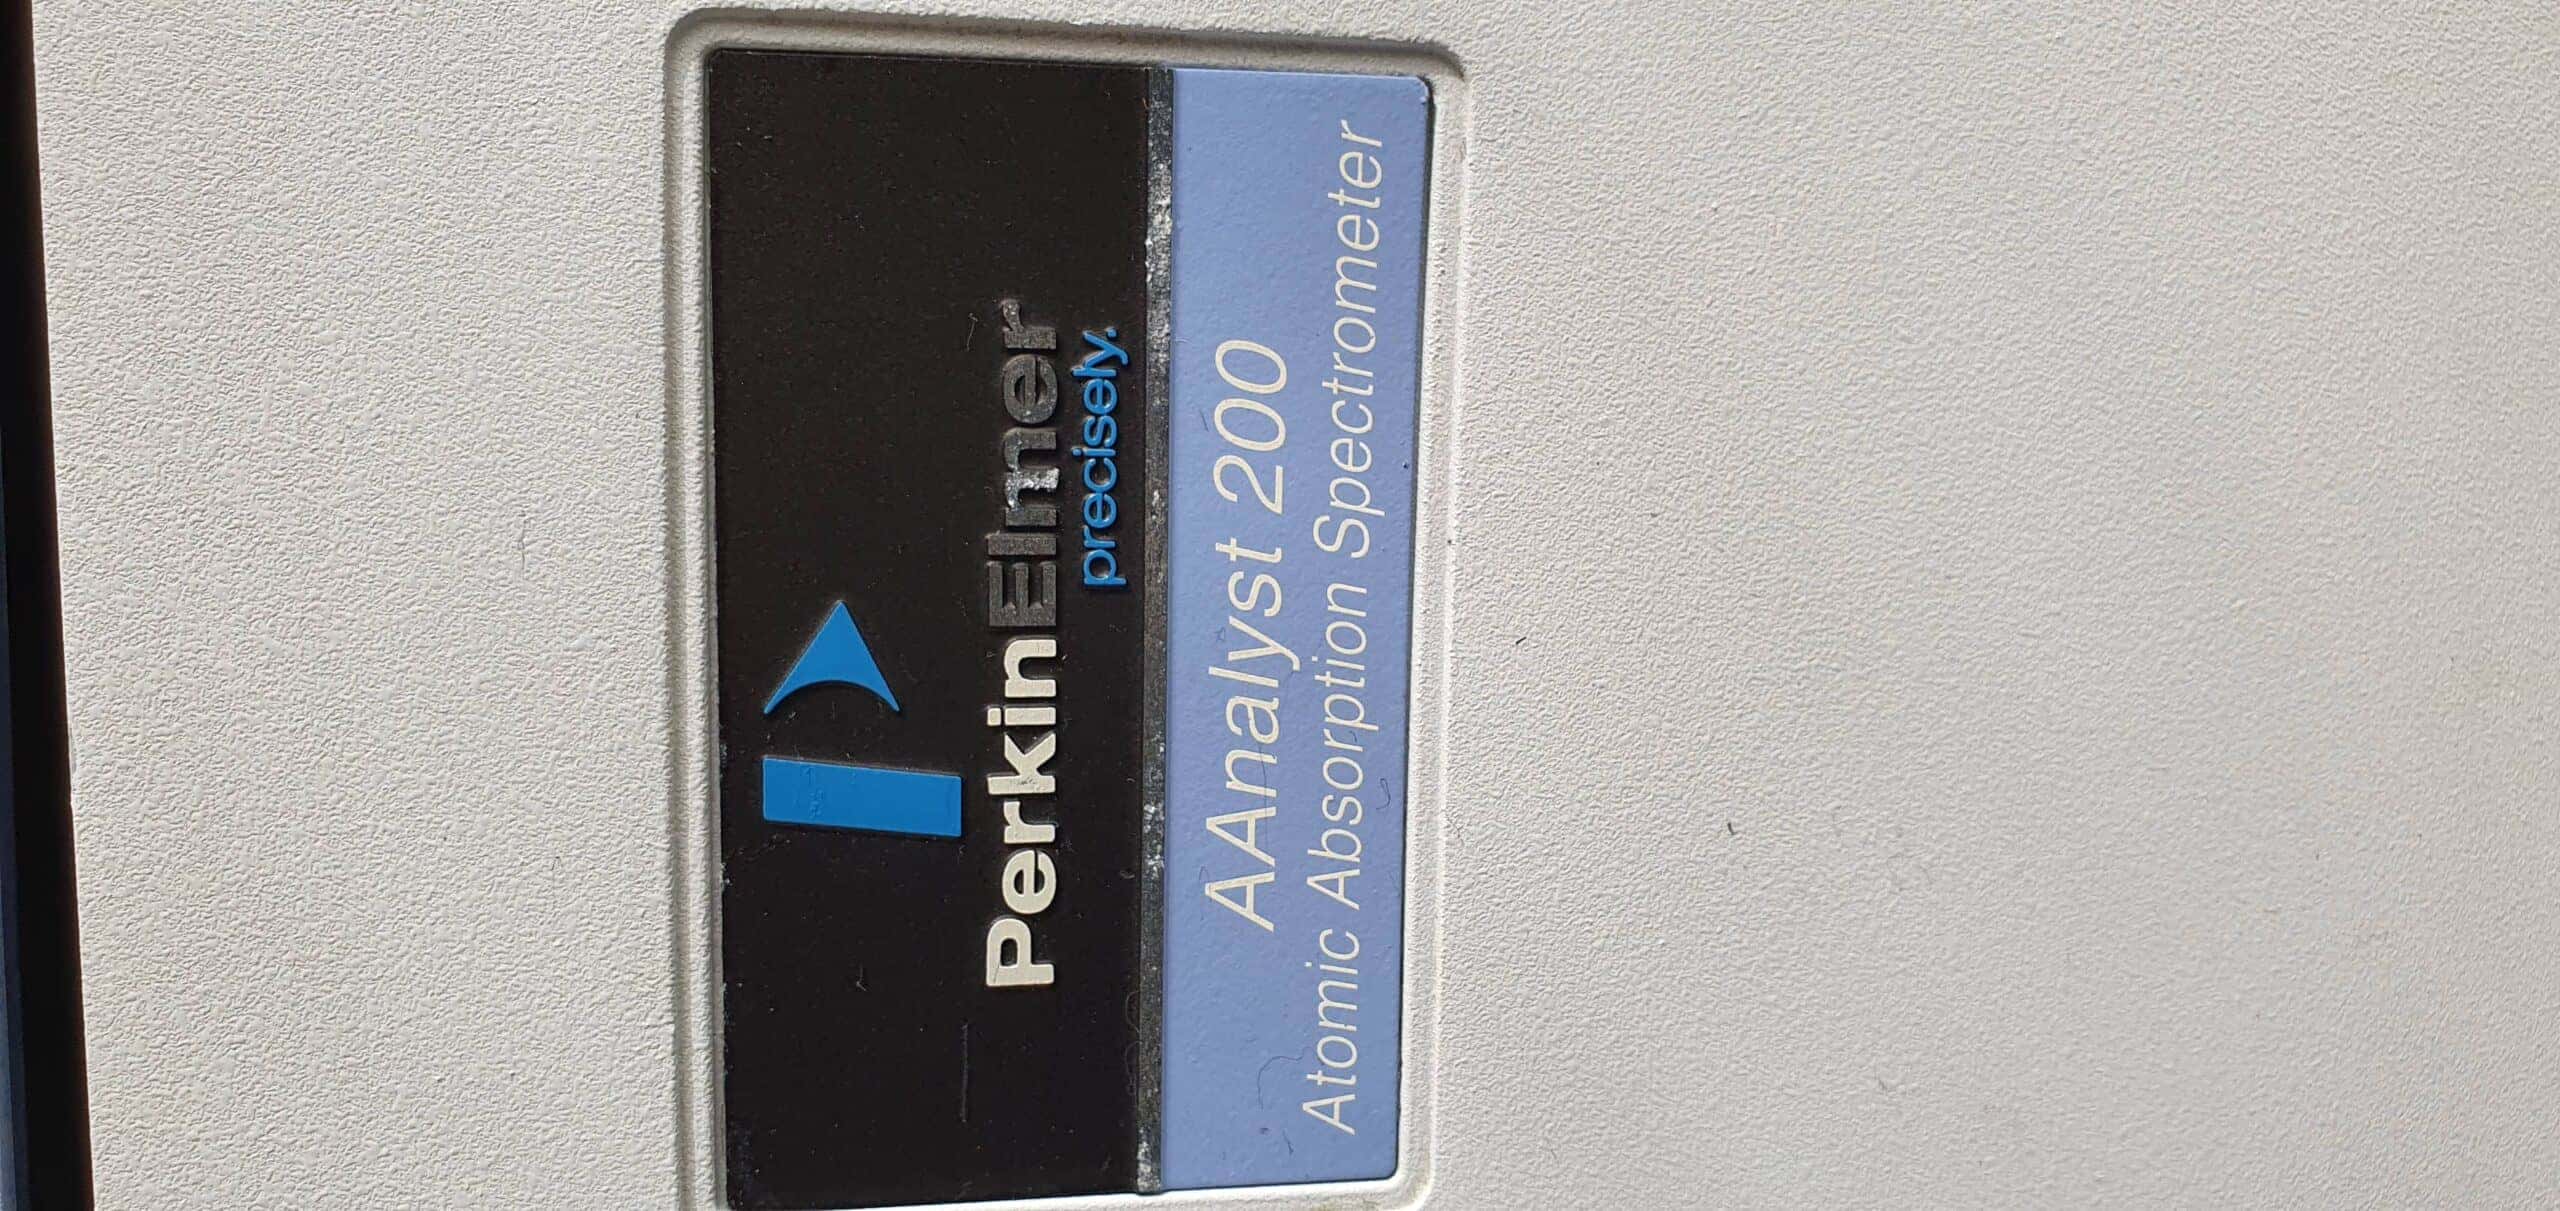 PerkinElmer
precisely.
AAnalyst 200
Atomic Absorption Spectrometer